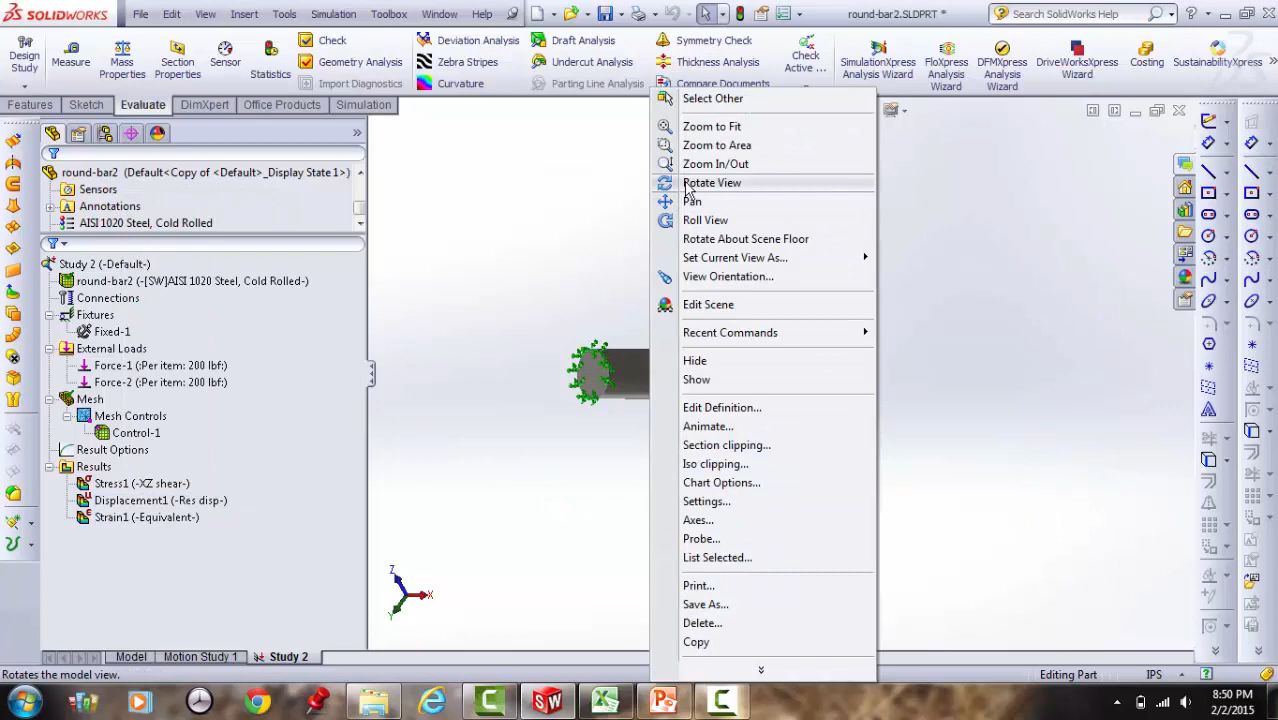 SOLIDWORKS File Edit View Insert Tools Simulation Toolbox Window Help round-bar2.SLDPRT * Search SolidWorks Help
Design Study
Measure
Mass Properties
Section Properties
Sensor
Statistics
Check
Geometry Analysis
Import Diagnostics
Deviation Analysis
Zebra Stripes
Curvature
Draft Analysis
Undercut Analysis
Parting Line Analysis
Symmetry Check
Thickness Analysis
Compare Documents
Check Active ...
SimulationXpress Analysis Wizard
FloXpress Analysis Wizard
DFMXpress Analysis Wizard
DriveWorksXpress Wizard
Costing
SustainabilityXpress
Features Sketch Evaluate DimXpert Office Products Simulation
round-bar2 (Default<Copy of <Default>_Display State 1>)
Sensors
Annotations
AISI 1020 Steel, Cold Rolled
Study 2 (-Default-)
round-bar2 (-[SW]AISI 1020 Steel, Cold Rolled-)
Connections
Fixtures
Fixed-1
External Loads
Force-1 (:Per item: 200 lbf:)
Force-2 (:Per item: 200 lbf:)
Mesh
Mesh Controls
Control-1
Result Options
Results
Stress1 (-XZ shear-)
Displacement1 (-Res disp-)
Strain1 (-Equivalent-)
Select Other
Zoom to Fit
Zoom to Area
Zoom In/Out
Rotate View
Pan
Roll View
Rotate About Scene Floor
Set Current View As...
View Orientation...
Edit Scene
Recent Commands
Hide
Show
Edit Definition...
Animate...
Section clipping...
Iso clipping...
Chart Options...
Settings...
Axes...
Probe...
List Selected...
Print...
Save As...
Delete...
Copy
Z
X
Y
Model Motion Study 1 Study 2
Rotates the model view. Editing Part IPS
8:50 PM
2/2/2015